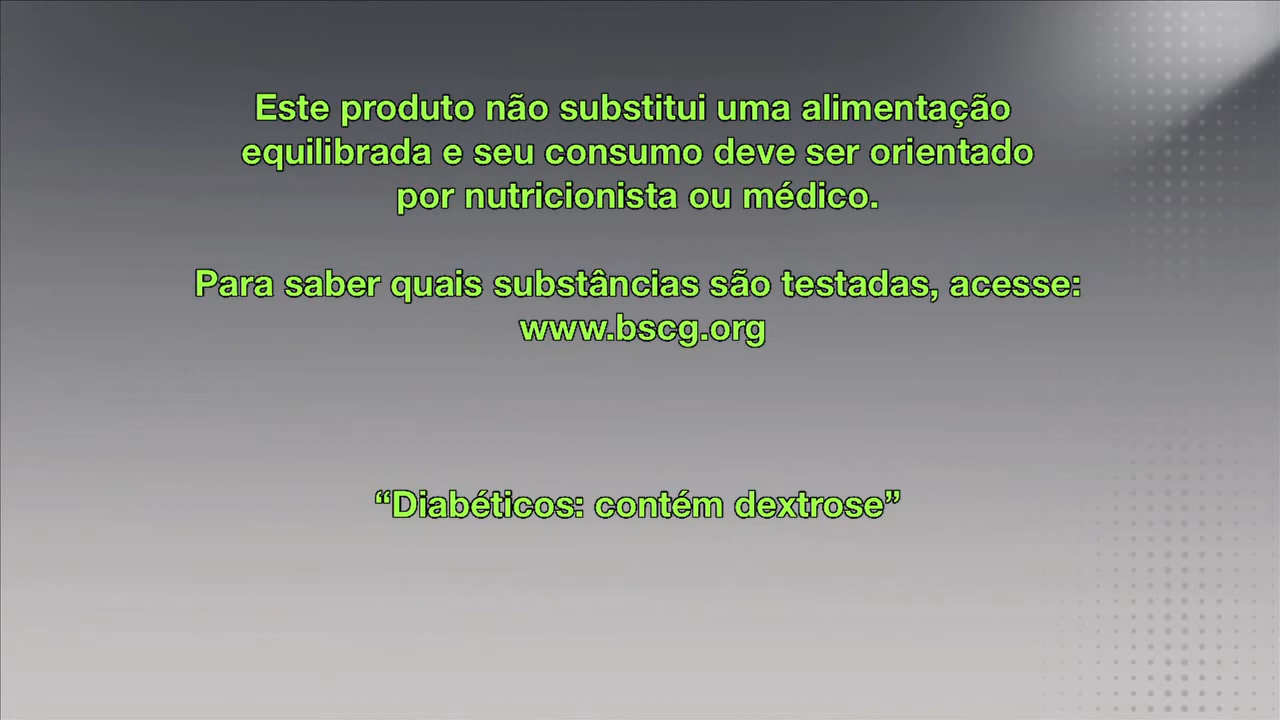 Este produto não substitui uma alimentação
equilibrada e seu consumo deve ser orientado
por nutricionista ou médico.
Para saber quais substâncias são testadas, acesse:
www.bscg.org
“Diabéticos: contém dextrose”